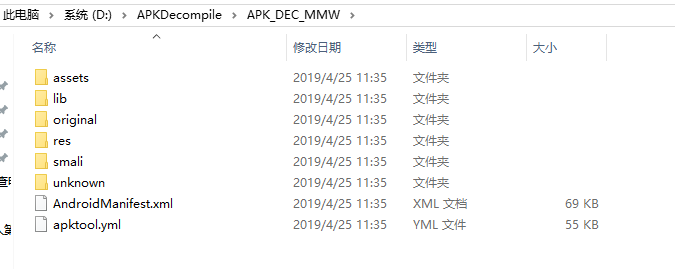 此电脑 > 系统 (D:) > APKDecompile > APK_DEC_MMW
名称 修改日期 类型 大小
assets 2019/4/25 11:35 文件夹
lib 2019/4/25 11:35 文件夹
original 2019/4/25 11:35 文件夹
res 2019/4/25 11:35 文件夹
smali 2019/4/25 11:35 文件夹
unknown 2019/4/25 11:35 文件夹
AndroidManifest.xml 2019/4/25 11:35 XML 文档 69 KB
apktool.yml 2019/4/25 11:35 YML 文件 55 KB